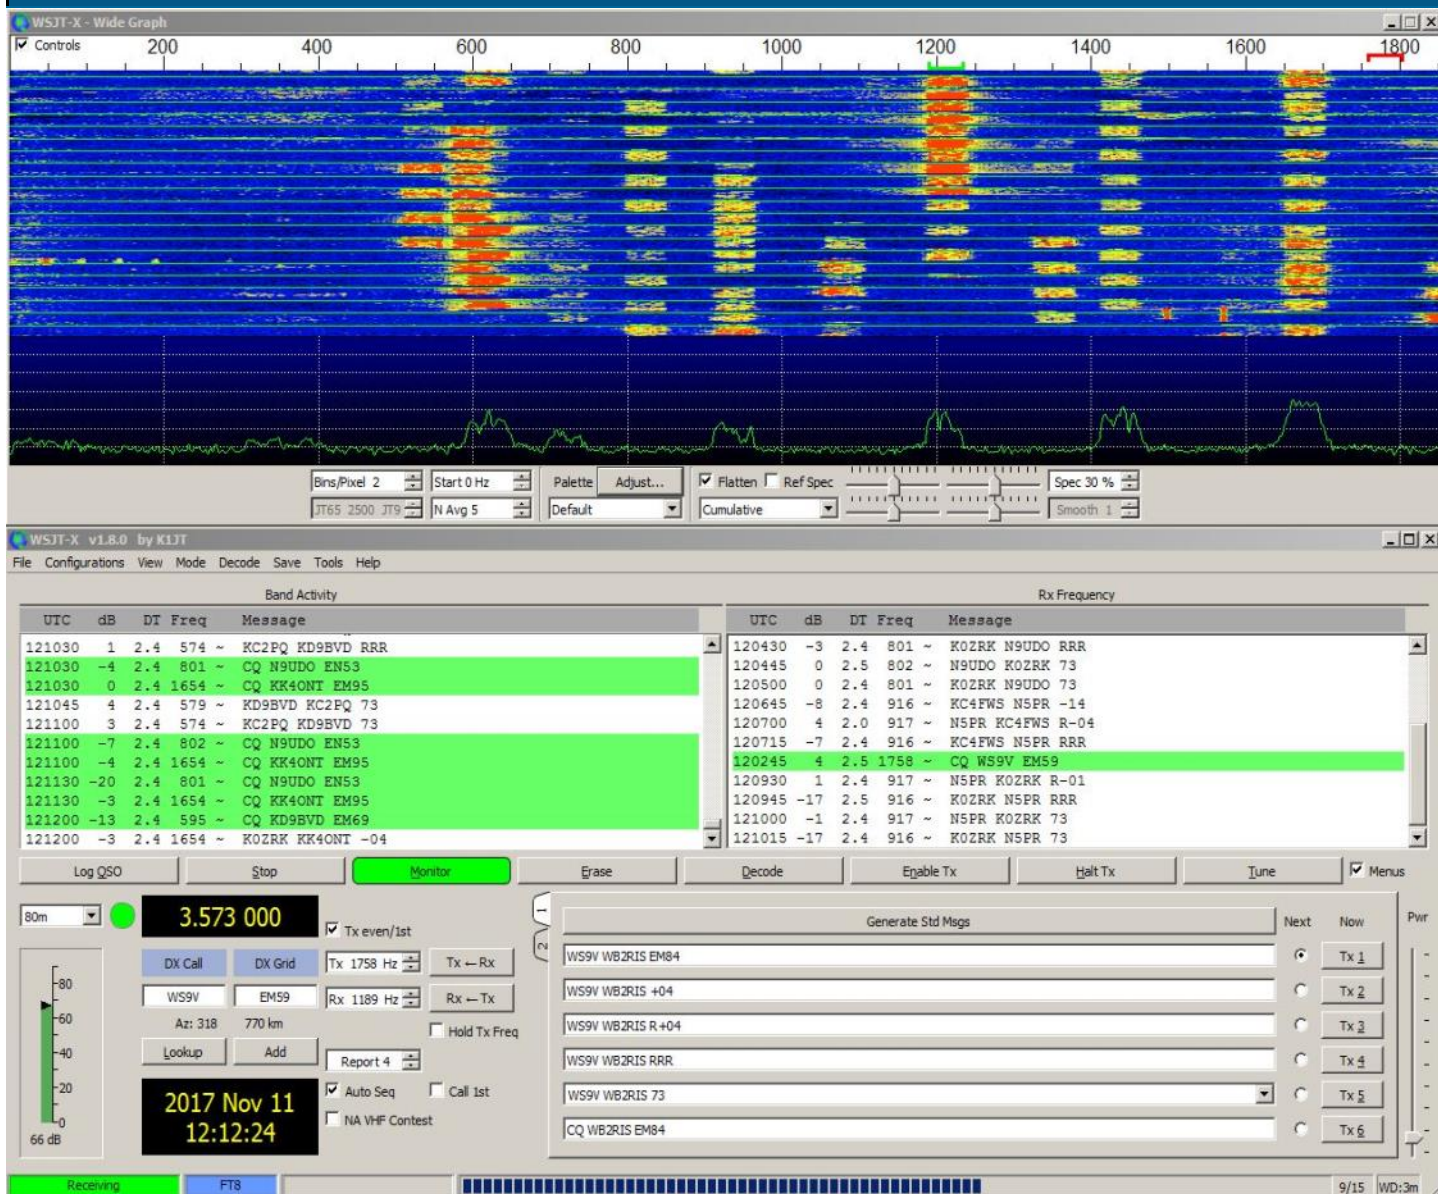 WSJT-X - Wide Graph
Controls 200 400 600 800 1000 1200 1400 1600 1800
Bins/Pixel 2 Start 0 Hz Palette Adjust... Flatten Ref Spec Spec 30 %
JT65 2500 JT9 N Avg 5 Default Cumulative Smooth 1
WSJT-X v1.8.0 by K1JT
File Configurations View Mode Decode Save Tools Help
Band Activity
UTC dB DT Freq Message
121030 1 2.4 574 ~ KC2PQ KD9BVD RRR
121030 -4 2.4 801 ~ CQ N9UDO EN53
121030 0 2.4 1654 ~ CQ KK4ONT EM95
121045 4 2.4 579 ~ KD9BVD KC2PQ 73
121100 3 2.4 574 ~ KC2PQ KD9BVD 73
121100 -7 2.4 802 ~ CQ N9UDO EN53
121100 -4 2.4 1654 ~ CQ KK4ONT EM95
121130 -20 2.4 801 ~ CQ N9UDO EN53
121130 -3 2.4 1654 ~ CQ KK4ONT EM95
121200 -13 2.4 595 ~ CQ KD9BVD EM69
121200 -3 2.4 1654 ~ K0ZRK KK4ONT -04
Rx Frequency
UTC dB DT Freq Message
120430 -3 2.4 801 ~ K0ZRK N9UDO RRR
120445 0 2.5 802 ~ N9UDO K0ZRK 73
120500 0 2.4 801 ~ K0ZRK N9UDO 73
120645 -8 2.4 916 ~ KC4FWS N5PR -14
120700 4 2.0 917 ~ N5PR KC4FWS R-04
120715 -7 2.4 916 ~ KC4FWS N5PR RRR
120245 4 2.5 1758 ~ CQ WS9V EM59
120930 1 2.4 917 ~ N5PR K0ZRK R-01
120945 -17 2.5 916 ~ K0ZRK N5PR RRR
121000 -1 2.4 917 ~ N5PR K0ZRK 73
121015 -17 2.4 916 ~ K0ZRK N5PR 73
Log QSO Stop Monitor Erase Decode Enable Tx Halt Tx Tune Menus
80m 3.573 000
Tx even/1st
DX Call DX Grid Tx 1758 Hz Tx ← Rx
WS9V EM59 Rx 1189 Hz Rx ← Tx
Az: 318 770 km Hold Tx Freq
Lookup Add Report 4
Auto Seq Call 1st
NA VHF Contest
2017 Nov 11
12:12:24
80
60
40
20
0
66 dB
1
2
Generate Std Msgs Next Now Pwr
WS9V WB2RIS EM84 Tx 1
WS9V WB2RIS +04 Tx 2
WS9V WB2RIS R+04 Tx 3
WS9V WB2RIS RRR Tx 4
WS9V WB2RIS 73 Tx 5
CQ WB2RIS EM84 Tx 6
Receiving FT8 9/15 WD:3m